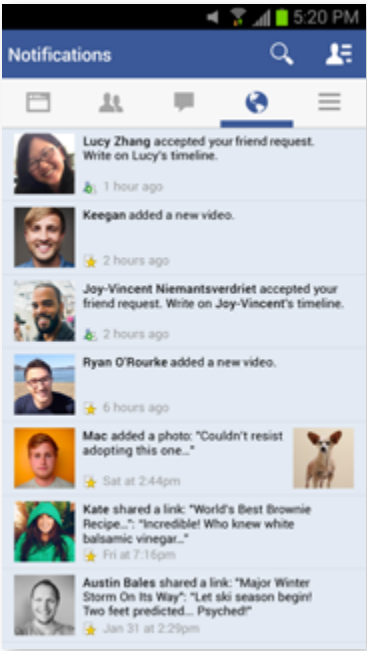 5:20 PM
Notifications
Lucy Zhang accepted your friend request.
Write on Lucy's timeline.
1 hour ago
Keegan added a new video.
2 hours ago
Joy-Vincent Niemantsverdriet accepted your
friend request. Write on Joy-Vincent's timeline.
2 hours ago
Ryan O'Rourke added a new video.
6 hours ago
Mac added a photo: "Couldn't resist
adopting this one..."
Sat at 2:44pm
Kate shared a link: "World's Best Brownie
Recipe...": "Incredible! Who knew white
balsamic vinegar..."
Fri at 7:16pm
Austin Bales shared a link: "Major Winter
Storm On Its Way": "Let ski season begin!
Two feet predicted... Psyched!"
Jan 31 at 2:29pm